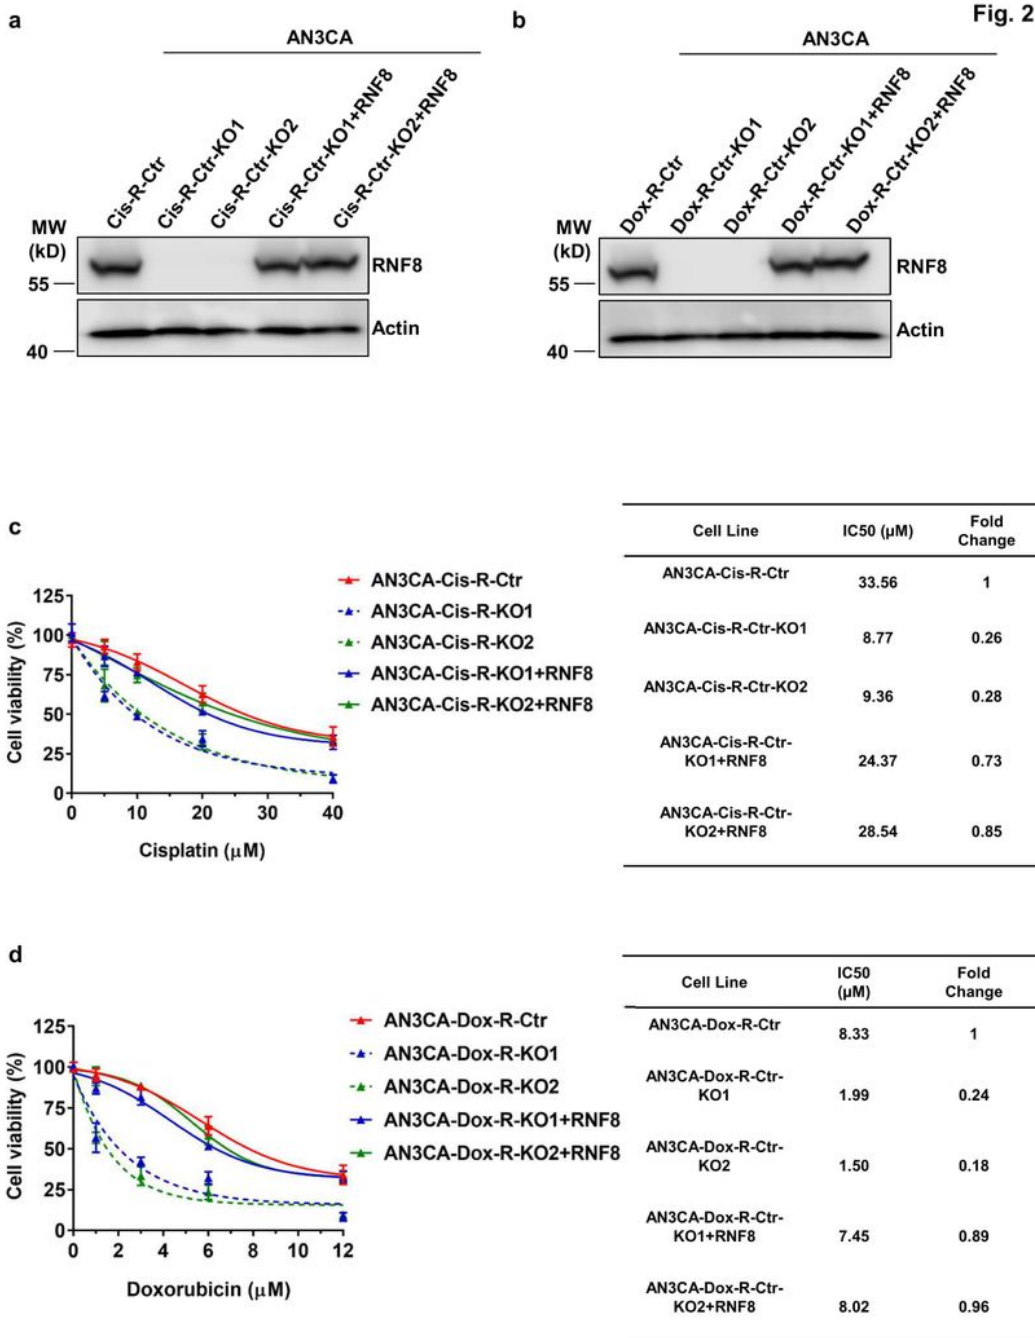 Fig. 2
a
AN3CA
Cis-R-Ctr
Cis-R-Ctr-KO1
Cis-R-Ctr-KO2
Cis-R-Ctr-KO1+RNF8
Cis-R-Ctr-KO2+RNF8
MW
(kD)
55
RNF8
Actin
40
b
AN3CA
Dox-R-Ctr
Dox-R-Ctr-KO1
Dox-R-Ctr-KO2
Dox-R-Ctr-KO1+RNF8
Dox-R-Ctr-KO2+RNF8
MW
(kD)
55
RNF8
Actin
40
c
Cell viability (%)
125
100
75
50
25
0
0 10 20 30 40
Cisplatin (μM)
AN3CA-Cis-R-Ctr
AN3CA-Cis-R-KO1
AN3CA-Cis-R-KO2
AN3CA-Cis-R-KO1+RNF8
AN3CA-Cis-R-KO2+RNF8
Cell Line IC50 (μM) Fold
Change
AN3CA-Cis-R-Ctr 33.56 1
AN3CA-Cis-R-Ctr-KO1 8.77 0.26
AN3CA-Cis-R-Ctr-KO2 9.36 0.28
AN3CA-Cis-R-Ctr-
KO1+RNF8 24.37 0.73
AN3CA-Cis-R-Ctr-
KO2+RNF8 28.54 0.85
d
Cell viability (%)
125
100
75
50
25
0
0 2 4 6 8 10 12
Doxorubicin (μM)
AN3CA-Dox-R-Ctr
AN3CA-Dox-R-KO1
AN3CA-Dox-R-KO2
AN3CA-Dox-R-KO1+RNF8
AN3CA-Dox-R-KO2+RNF8
Cell Line IC50 Fold
(μM) Change
AN3CA-Dox-R-Ctr 8.33 1
AN3CA-Dox-R-Ctr-
KO1 1.99 0.24
AN3CA-Dox-R-Ctr-
KO2 1.50 0.18
AN3CA-Dox-R-Ctr-
KO1+RNF8 7.45 0.89
AN3CA-Dox-R-Ctr-
KO2+RNF8 8.02 0.96